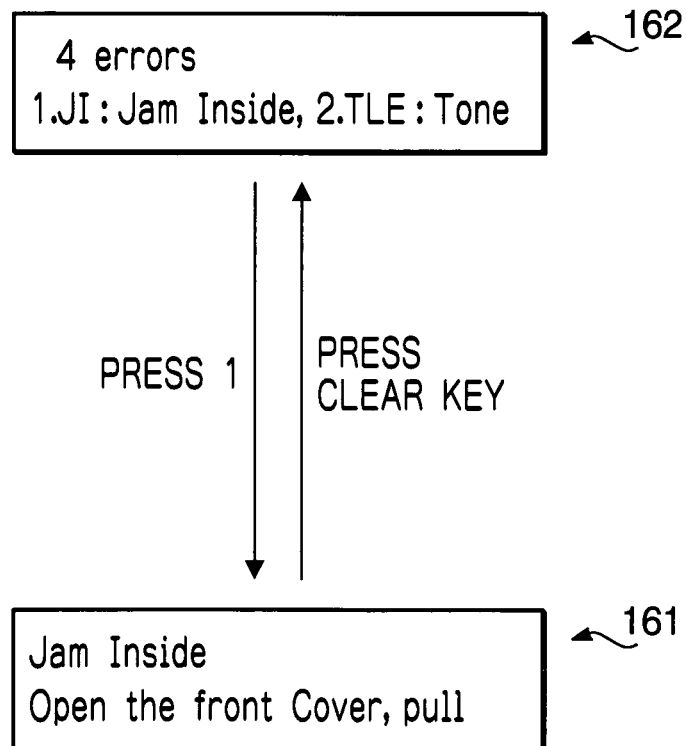 162
4 errors
1.JI:Jam Inside, 2.TLE:Tone
PRESS 1
PRESS
CLEAR KEY
161
Jam Inside
Open the front Cover, pull